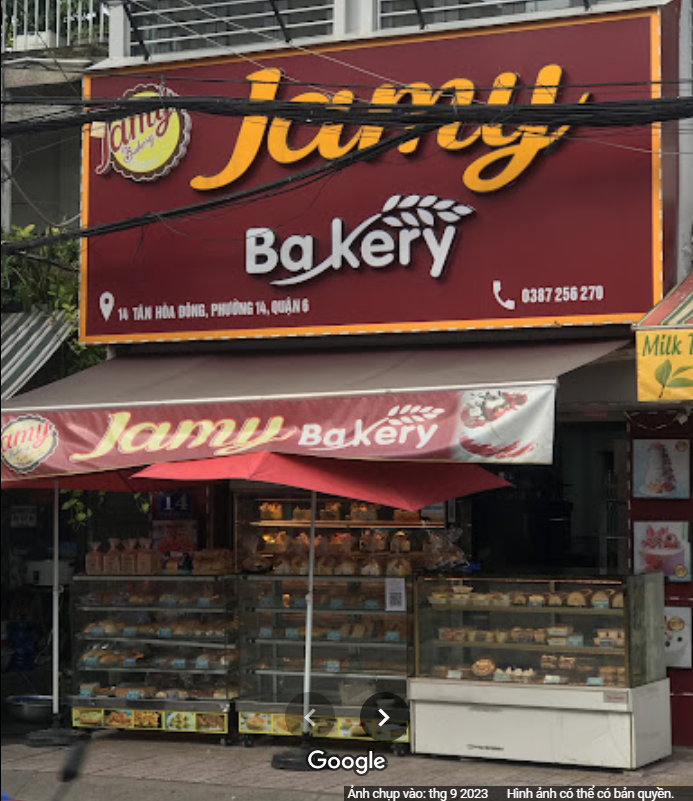 Jamy
Bakery
Jamy
Bakery
14 TÂN HÒA ĐÔNG, PHƯỜNG 14, QUẬN 6
0387 256 270
Milk
Jamy Bakery
Jamy
14
Google
Ảnh chụp vào: thg 9 2023 Hình ảnh có thể có bản quyền.